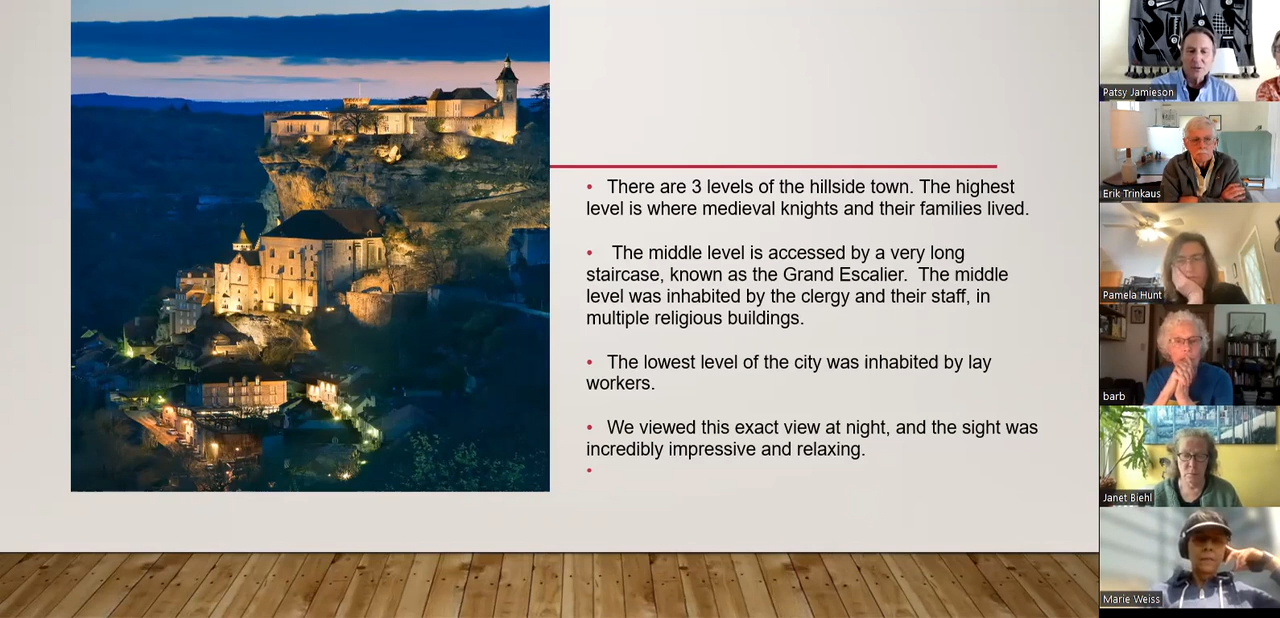 • There are 3 levels of the hillside town. The highest
level is where medieval knights and their families lived.
• The middle level is accessed by a very long
staircase, known as the Grand Escalier.  The middle
level was inhabited by the clergy and their staff, in
multiple religious buildings.
• The lowest level of the city was inhabited by lay
workers.
• We viewed this exact view at night, and the sight was
incredibly impressive and relaxing.
•
Patsy Jamieson
Erik Trinkaus
Pamela Hunt
barb
Janet Biehl
Marie Weiss